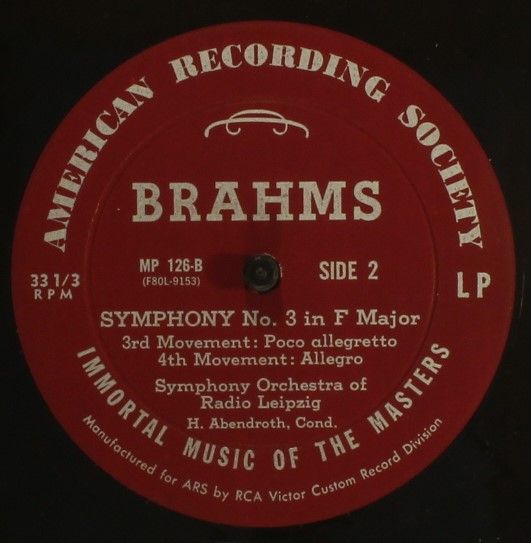 AMERICAN RECORDING SOCIETY
BRAHMS
MP 126-B
(F80L-9153)
SIDE 2
33 1/3
RPM
LP
SYMPHONY No. 3 in F Major
3rd Movement: Poco allegretto
4th Movement: Allegro
Symphony Orchestra of
Radio Leipzig
H. Abendroth, Cond.
IMMORTAL MUSIC OF THE MASTERS
Manufactured for ARS by RCA Victor Custom Record Division